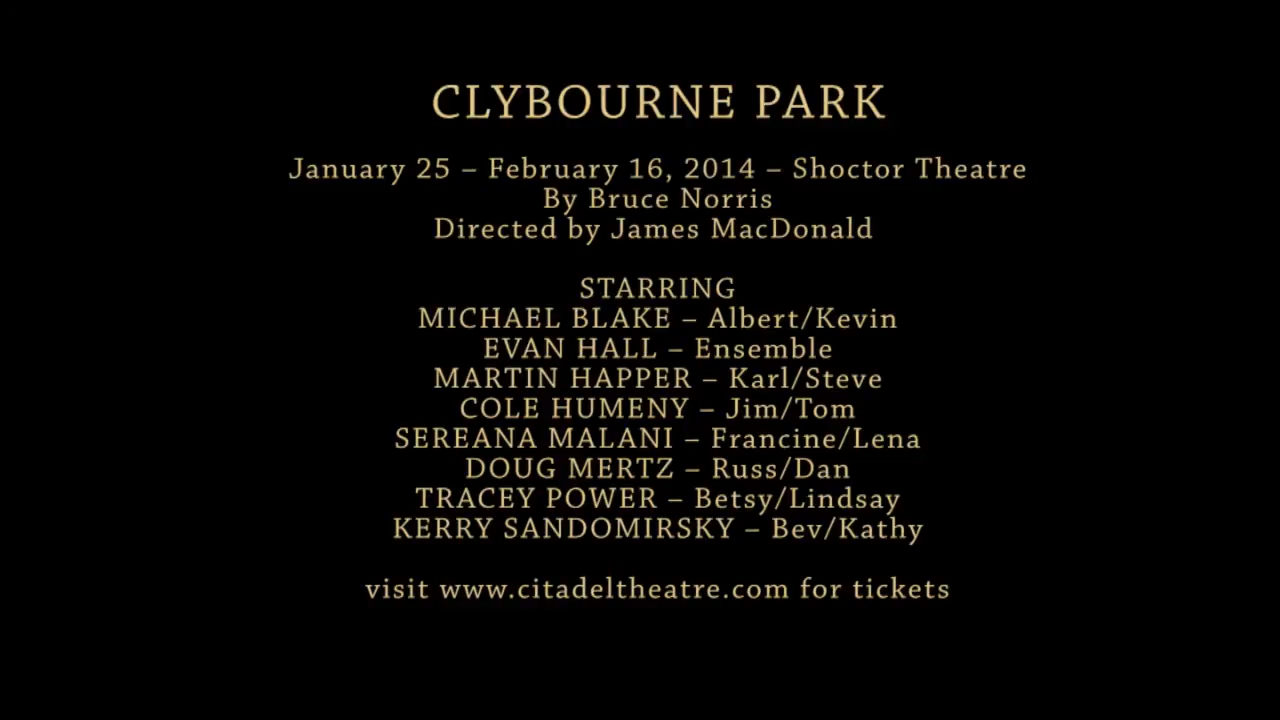 CLYBOURNE PARK
January 25 – February 16, 2014 – Shoctor Theatre
By Bruce Norris
Directed by James MacDonald
STARRING
MICHAEL BLAKE – Albert/Kevin
EVAN HALL – Ensemble
MARTIN HAPPER – Karl/Steve
COLE HUMENY – Jim/Tom
SEREANA MALANI – Francine/Lena
DOUG MERTZ – Russ/Dan
TRACEY POWER – Betsy/Lindsay
KERRY SANDOMIRSKY – Bev/Kathy
visit www.citadeltheatre.com for tickets